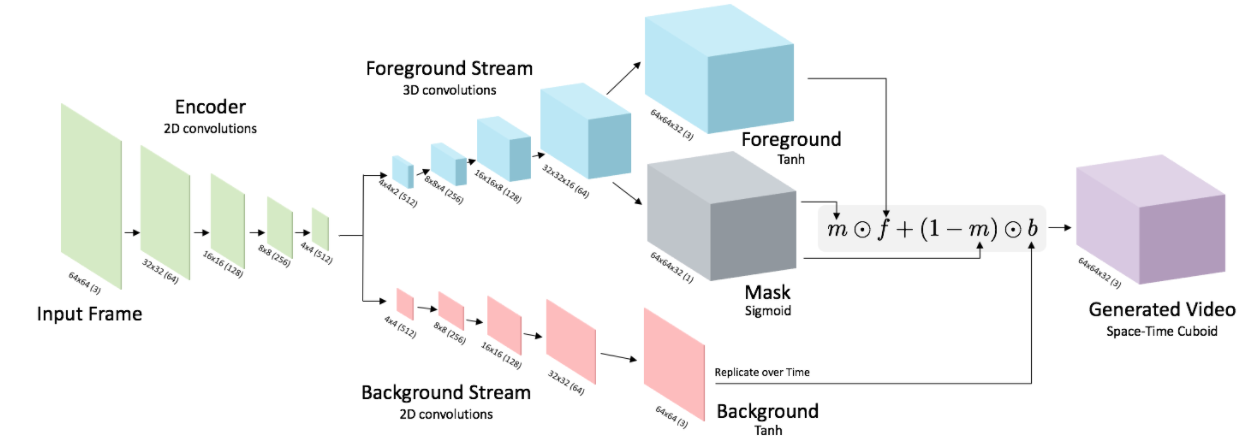 Encoder
2D convolutions
64x64 (3)
32x32 (64)
16x16 (128)
8x8 (256)
4x4 (512)
Input Frame
Foreground Stream
3D convolutions
4x4x2 (512)
8x8x4 (256)
16x16x8 (128)
32x32x16 (64)
64x64x32 (3)
Foreground
Tanh
64x64x32 (1)
Mask
Sigmoid
m ⊙ f + (1 − m) ⊙ b
64x64x32 (3)
Generated Video
Space-Time Cuboid
4x4 (512)
8x8 (256)
16x16 (128)
32x32 (64)
64x64 (3)
Background Stream
2D convolutions
Replicate over Time
Background
Tanh